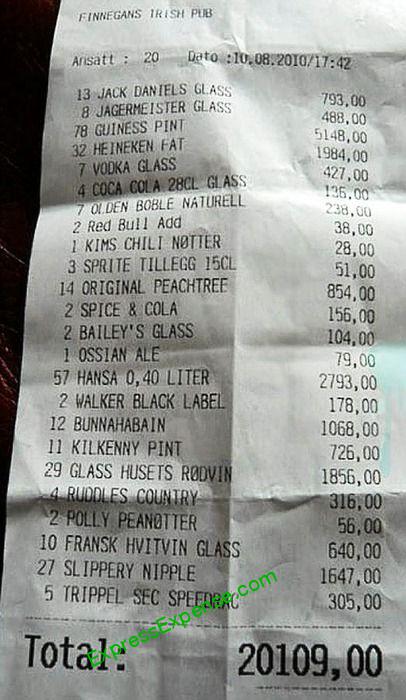 FINNEGANS IRISH PUB
Ansatt : 20 Dato :10.08.2010/17:42
13 JACK DANIELS GLASS 793,00
8 JAGERMEISTER GLASS 488,00
78 GUINESS PINT 5148,00
32 HEINEKEN FAT 1984,00
7 VODKA GLASS 427,00
4 COCA COLA 28CL GLASS 136,00
7 OLDEN BOBLE NATURELL 238,00
2 Red Bull Add 38,00
1 KIMS CHILI NØTTER 28,00
3 SPRITE TILLEGG 15CL 51,00
14 ORIGINAL PEACHTREE 854,00
2 SPICE & COLA 156,00
2 BAILEY'S GLASS 104,00
1 OSSIAN ALE 79,00
57 HANSA 0,40 LITER 2793,00
2 WALKER BLACK LABEL 178,00
12 BUNNAHABAIN 1068,00
11 KILKENNY PINT 726,00
29 GLASS HUSETS RØDVIN 1856,00
4 RUDDLES COUNTRY 316,00
2 POLLY PEANØTTER 56,00
10 FRANSK HVITVIN GLASS 640,00
27 SLIPPERY NIPPLE 1647,00
5 TRIPPEL SEC 305,00
Total: 20109,00
ExpressExpense.com